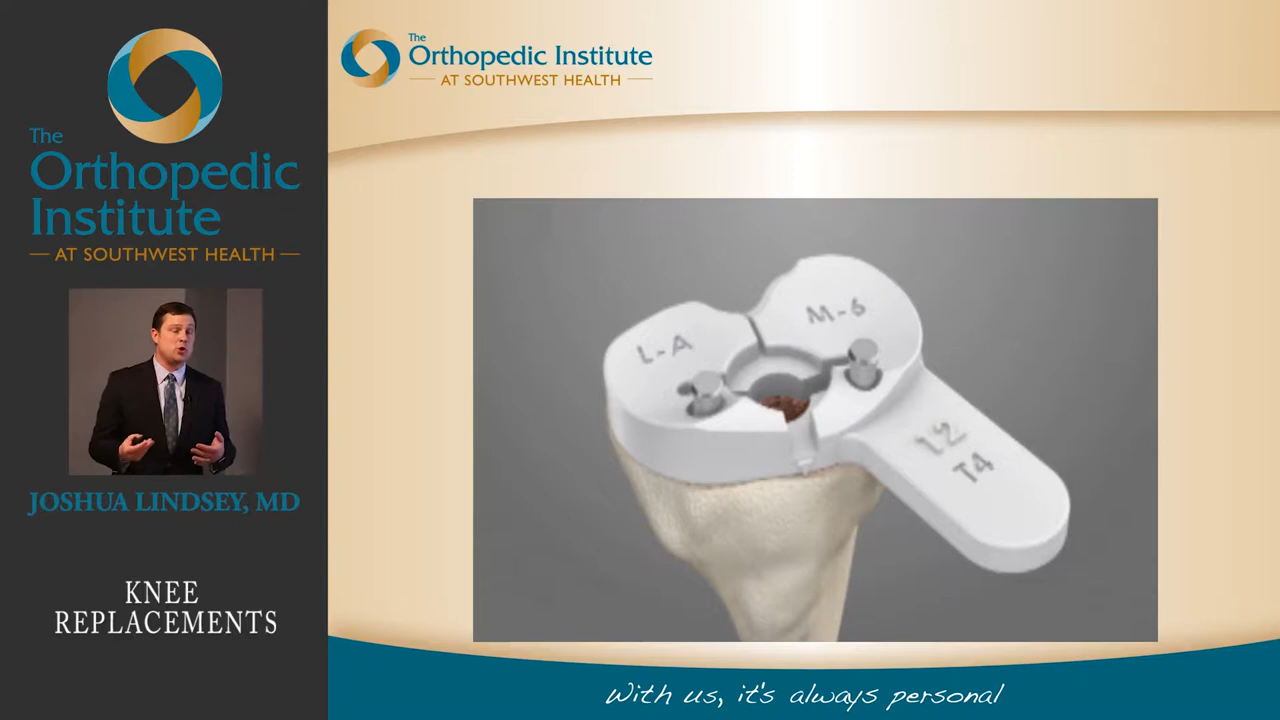 The
Orthopedic
Institute
AT SOUTHWEST HEALTH
JOSHUA LINDSEY, MD
KNEE
REPLACEMENTS
The
Orthopedic Institute
AT SOUTHWEST HEALTH
L-A
M-6
12
T4
With us, it's always personal